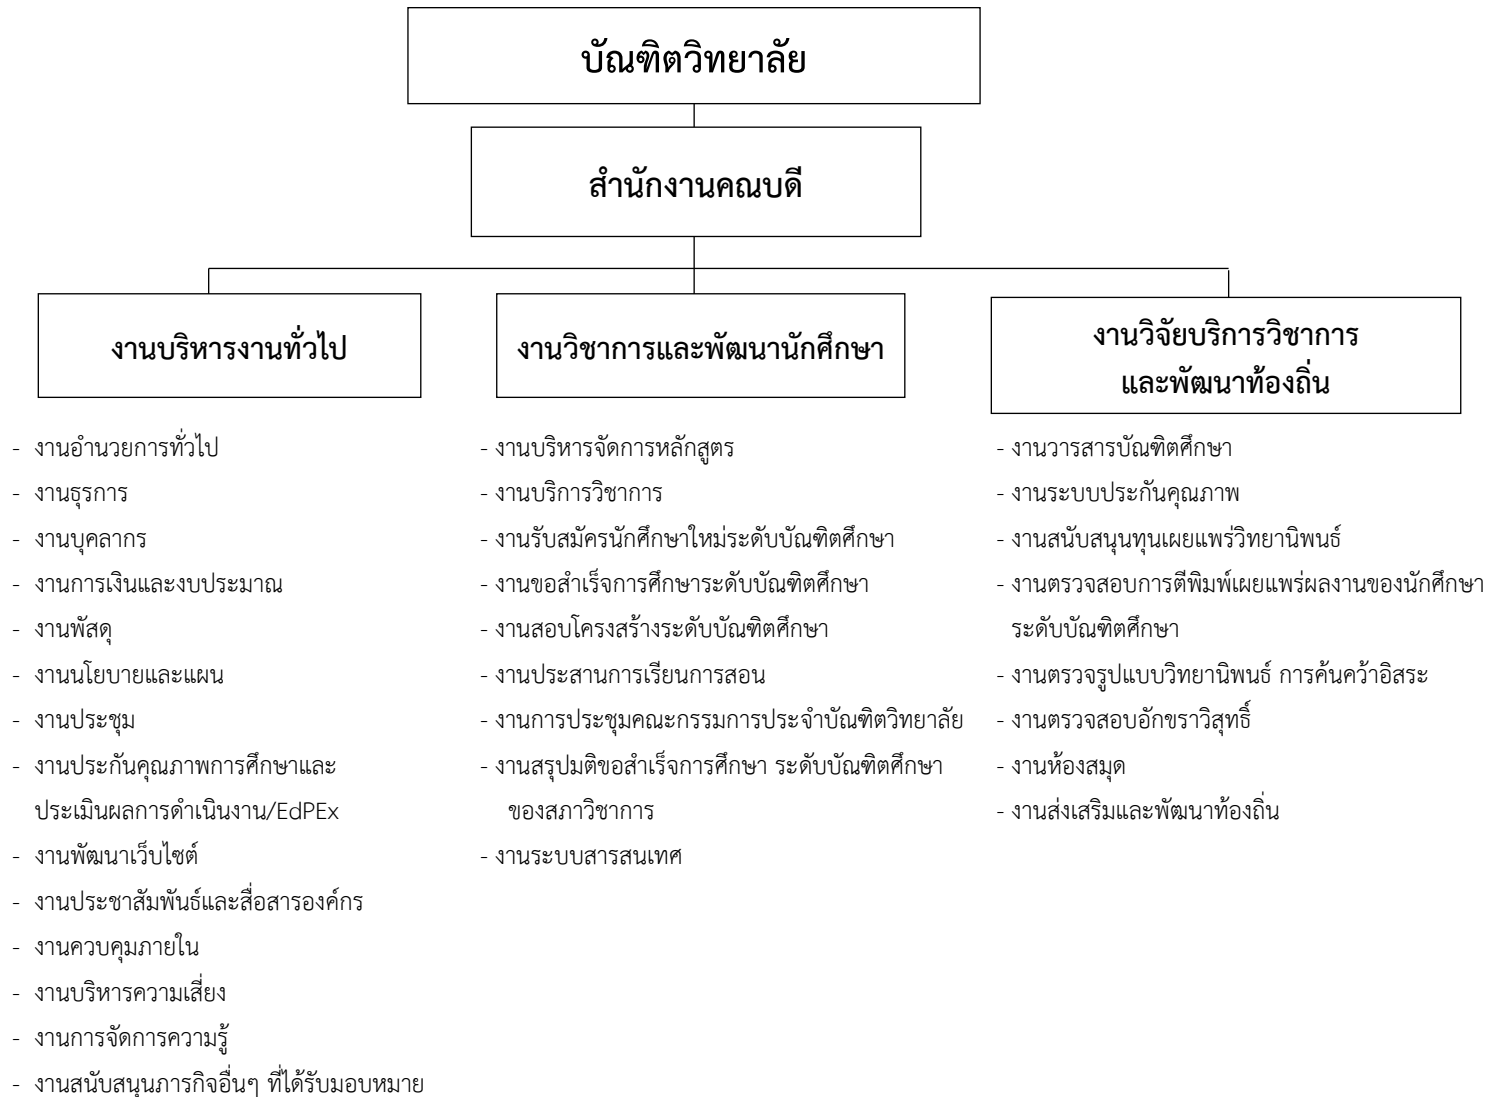 บัณฑิตวิทยาลัย
สำนักงานคณบดี
งานบริหารงานทั่วไป
- งานอำนวยการทั่วไป
- งานธุรการ
- งานบุคลากร
- งานการเงินและงบประมาณ
- งานพัสดุ
- งานนโยบายและแผน
- งานประชุม
- งานประกันคุณภาพการศึกษาและ
ประเมินผลการดำเนินงาน/EdPEx
- งานพัฒนาเว็บไซต์
- งานประชาสัมพันธ์และสื่อสารองค์กร
- งานควบคุมภายใน
- งานบริหารความเสี่ยง
- งานการจัดการความรู้
- งานสนับสนุนภารกิจอื่นๆ ที่ได้รับมอบหมาย
งานวิชาการและพัฒนานักศึกษา
- งานบริหารจัดการหลักสูตร
- งานบริการวิชาการ
- งานรับสมัครนักศึกษาใหม่ระดับบัณฑิตศึกษา
- งานขอสำเร็จการศึกษาระดับบัณฑิตศึกษา
- งานสอบโครงสร้างระดับบัณฑิตศึกษา
- งานประสานการเรียนการสอน
- งานการประชุมคณะกรรมการประจำบัณฑิตวิทยาลัย
- งานสรุปมติขอสำเร็จการศึกษา ระดับบัณฑิตศึกษา
ของสภาวิชาการ
- งานระบบสารสนเทศ
งานวิจัยบริการวิชาการ
และพัฒนาท้องถิ่น
- งานวารสารบัณฑิตศึกษา
- งานระบบประกันคุณภาพ
- งานสนับสนุนทุนเผยแพร่วิทยานิพนธ์
- งานตรวจสอบการตีพิมพ์เผยแพร่ผลงานของนักศึกษา
ระดับบัณฑิตศึกษา
- งานตรวจรูปแบบวิทยานิพนธ์ การค้นคว้าอิสระ
- งานตรวจสอบอักขราวิสุทธิ์
- งานห้องสมุด
- งานส่งเสริมและพัฒนาท้องถิ่น